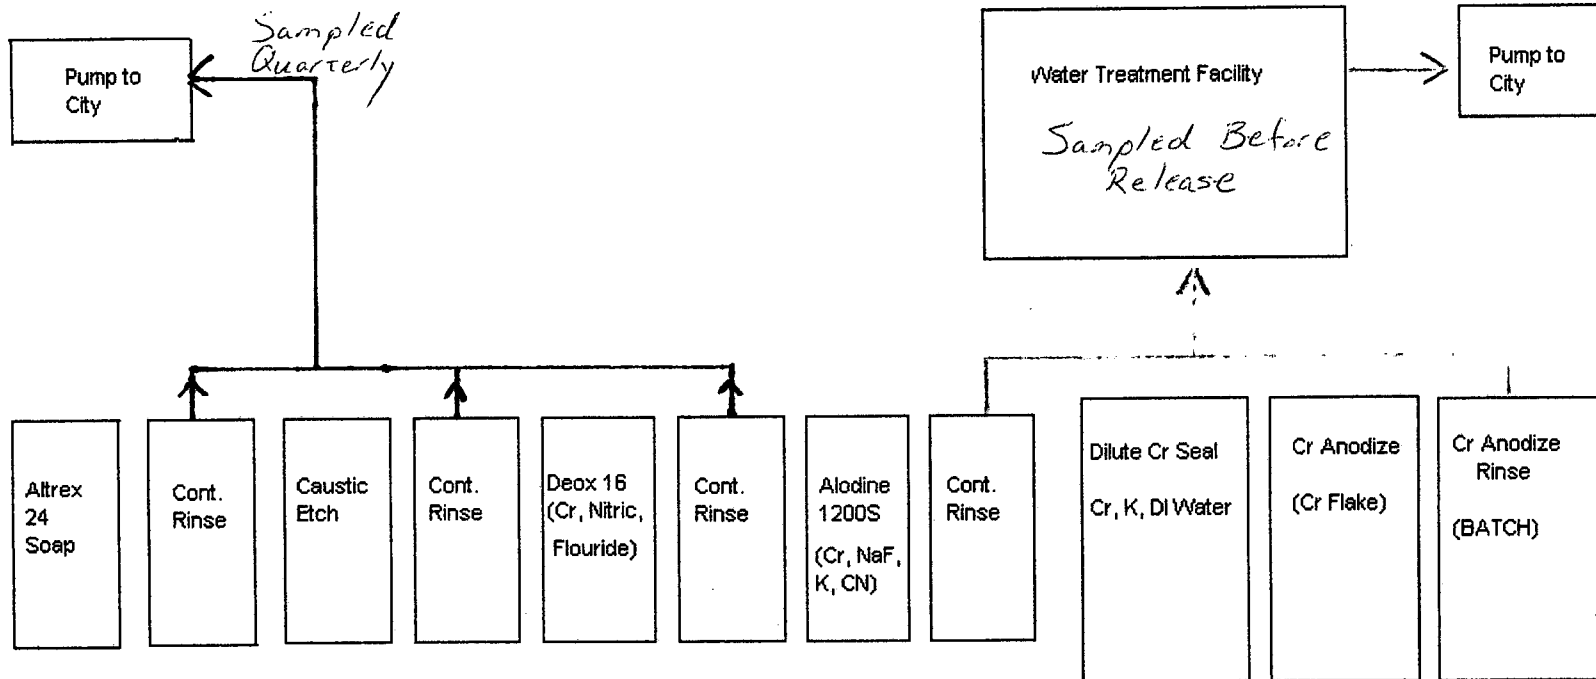 Sampled
Quarterly
Pump to
City
Water Treatment Facility
Sampled Before
Release
Pump to
City
Altrex
24
Soap
Cont.
Rinse
Caustic
Etch
Cont.
Rinse
Deox 16
(Cr, Nitric,
Flouride)
Cont.
Rinse
Alodine
1200S
(Cr, NaF,
K, CN)
Cont.
Rinse
Dilute Cr Seal
Cr, K, DI Water
Cr Anodize
(Cr Flake)
Cr Anodize
Rinse
(BATCH)